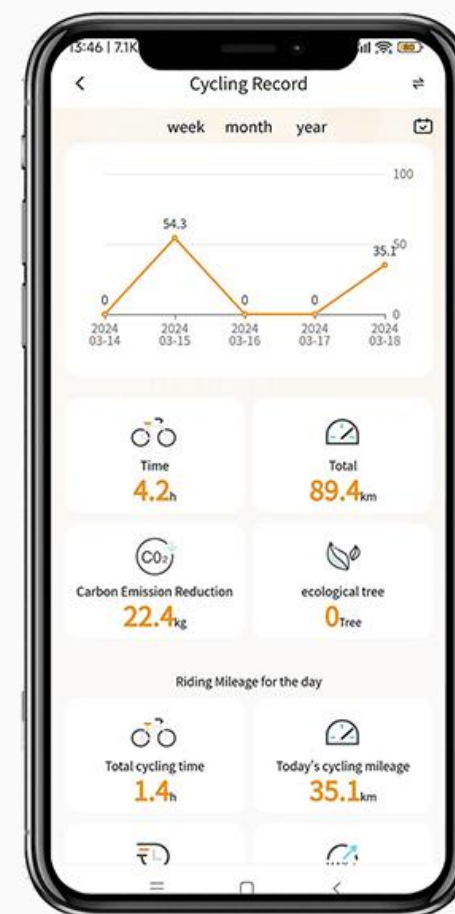 13:46 | 7.1K 80
Cycling Record
week month year
100
54.3
50
35.1
0 0 0 0
2024 2024 2024 2024 2024
03-14 03-15 03-16 03-17 03-18
Time Total
4.2h 89.4km
CO2
Carbon Emission Reduction ecological tree
22.4kg 0Tree
Riding Mileage for the day
Total cycling time Today's cycling mileage
1.4h 35.1km